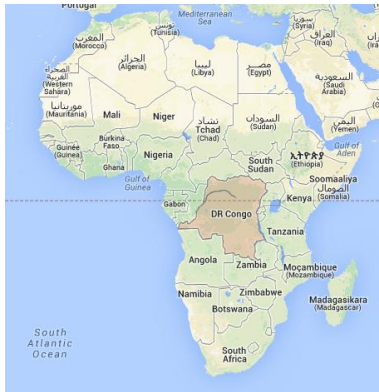 Portugal
Mediterranean
Sea
تونس
(Tunisia)
سوريا
(Syria)
العراق
(Iraq)
المغرب
(Morocco)
الجزائر
(Algeria)
ليبيا
(Libya)
مصر
(Egypt)
السعودية
(Saudi
Arabia)
الصحراء
الغربية
(Western
Sahara)
موريتانيا
(Mauritania)
Mali
Niger
تشاد
Tchad
(Chad)
السودان
(Sudan)
اليمن
(Yemen)
Gulf of
Aden
Burkina
Faso
Guinée
(Guinea)
Ghana
Nigeria
South
Sudan
ኢትዮጵያ
(Ethiopia)
Soomaaliya
الصومال
(Somalia)
Gulf of
Guinea
Gabon
DR Congo
Kenya
Tanzania
Angola
Zambia
Moçambique
(Mozambique)
Namibia
Zimbabwe
Botswana
Madagasikara
(Madagascar)
South
Atlantic
Ocean
South
Africa